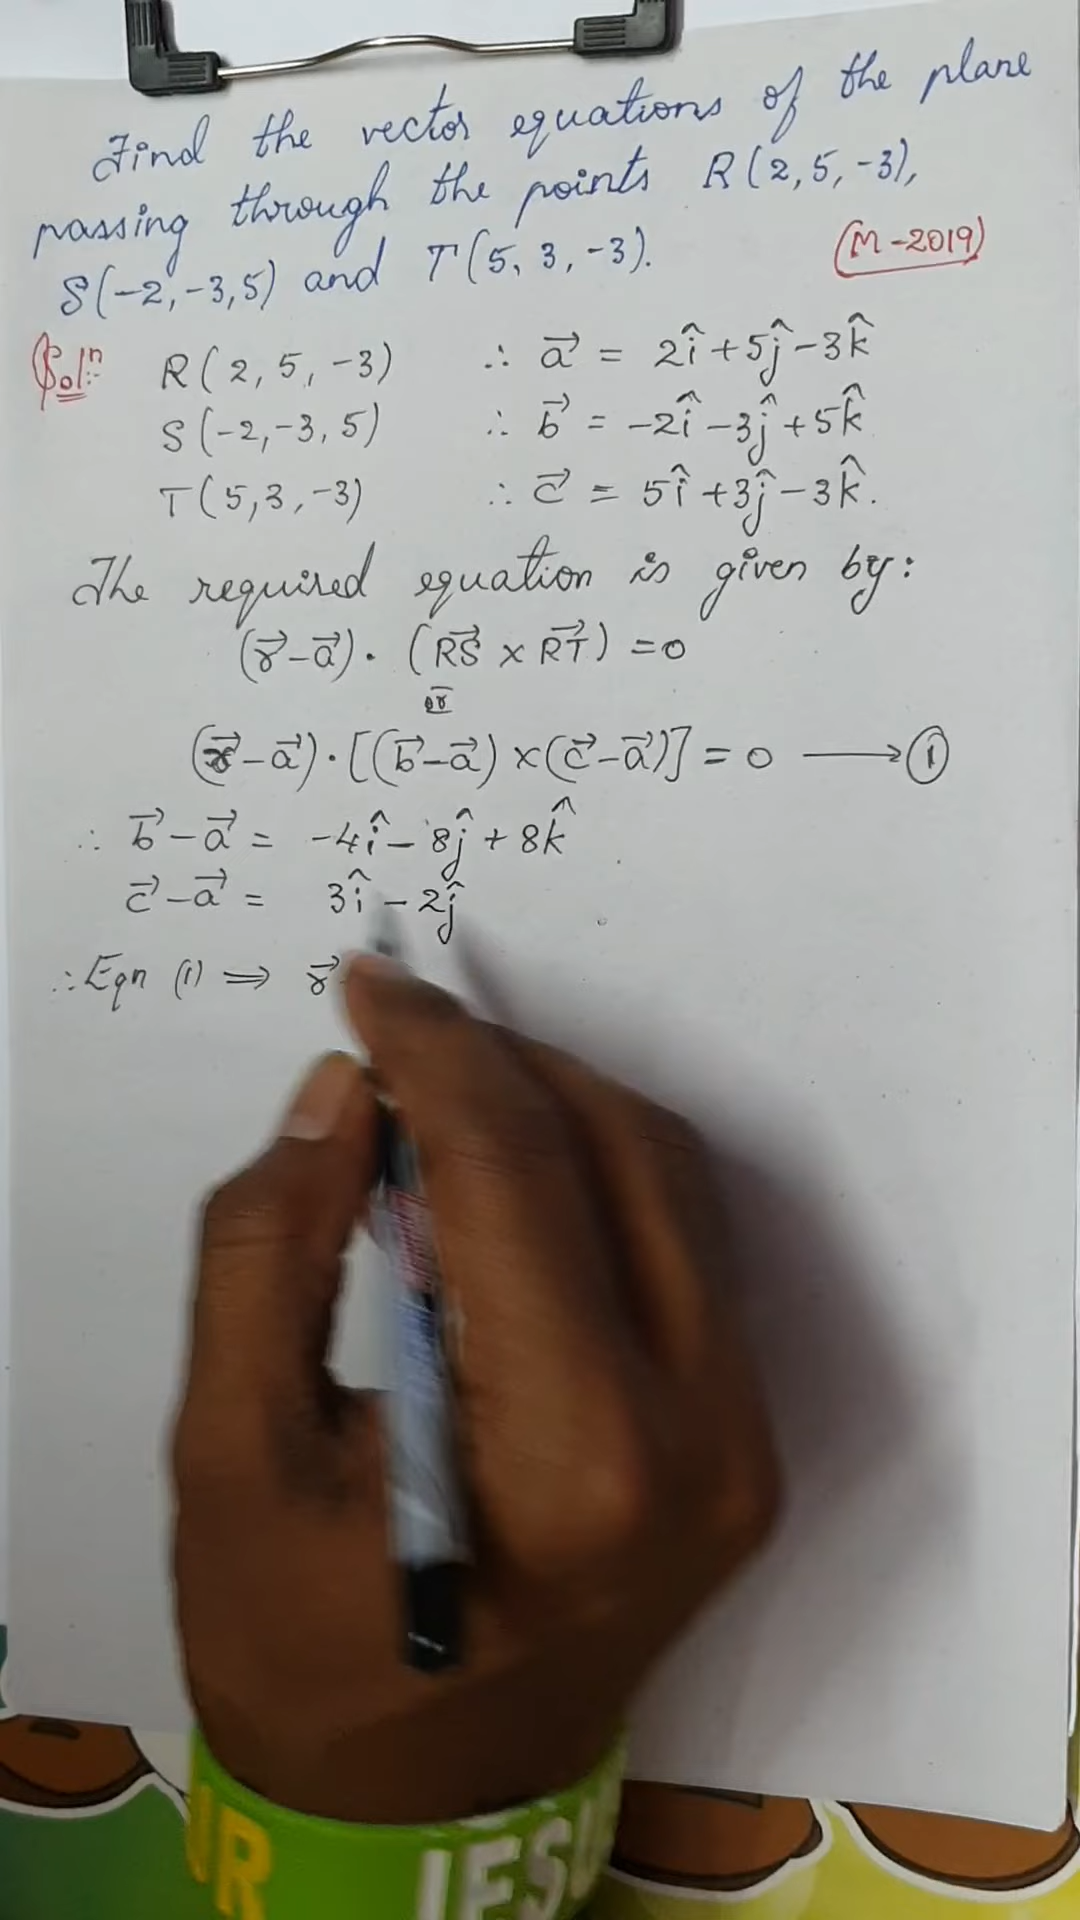 Find the vector equations of the plane
passing through the points R(2,5,-3),
S(-2,-3,5) and T(5,3,-3).
(M-2019)
Solⁿ:-
R(2,5,-3) ∴ a⃗ = 2î+5ĵ-3k̂
S(-2,-3,5) ∴ b⃗ = -2î-3ĵ+5k̂
T(5,3,-3) ∴ c⃗ = 5î+3ĵ-3k̂.
The required equation is given by:
(r⃗-a⃗)·(RS⃗ × RT⃗)=0
or
(r⃗-a⃗)·[(b⃗-a⃗)×(c⃗-a⃗)]=0 ⟶ ①
∴ b⃗-a⃗ = -4î-8ĵ+8k̂
c⃗-a⃗ = 3î-2ĵ
∴Eqn (1) ⇒ r⃗
UR JESU